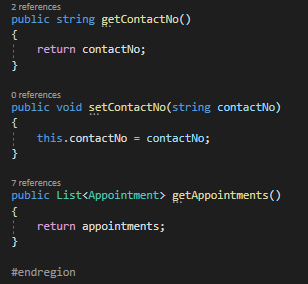 2 references
public string getContactNo()
{
return contactNo;
}
0 references
public void setContactNo(string contactNo)
{
this.contactNo = contactNo;
}
7 references
public List<Appointment> getAppointments()
{
return appointments;
}
#endregion